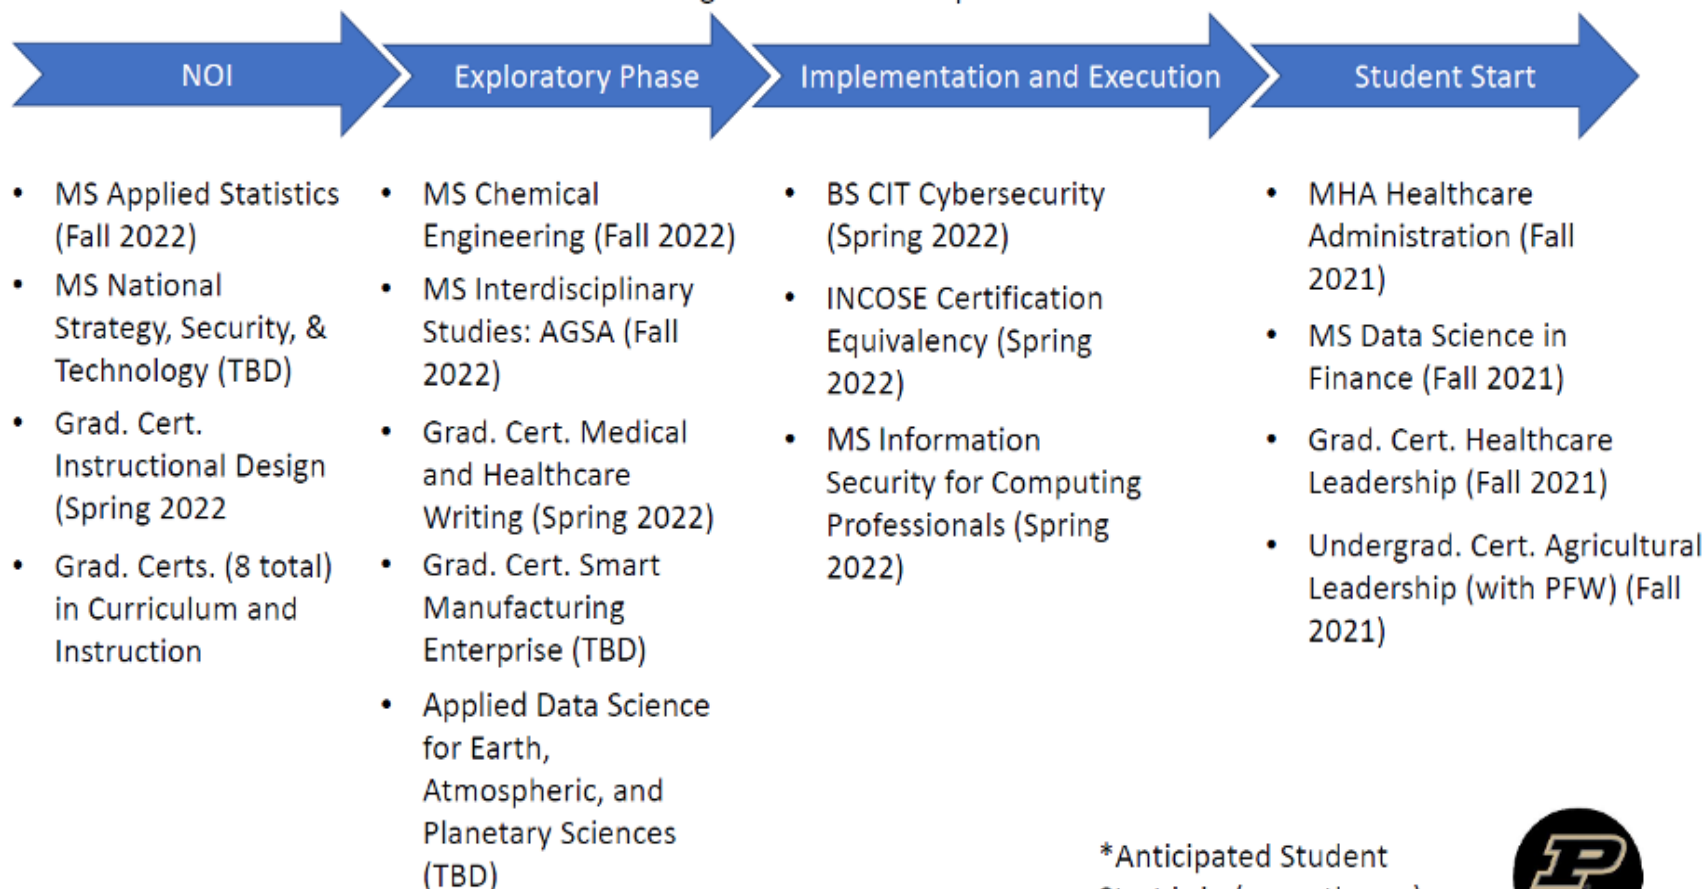 NOI
Exploratory Phase
Implementation and Execution
Student Start
• MS Applied Statistics
(Fall 2022)
• MS National
Strategy, Security, &
Technology (TBD)
• Grad. Cert.
Instructional Design
(Spring 2022
• Grad. Certs. (8 total)
in Curriculum and
Instruction
• MS Chemical
Engineering (Fall 2022)
• MS Interdisciplinary
Studies: AGSA (Fall
2022)
• Grad. Cert. Medical
and Healthcare
Writing (Spring 2022)
• Grad. Cert. Smart
Manufacturing
Enterprise (TBD)
• Applied Data Science
for Earth,
Atmospheric, and
Planetary Sciences
(TBD)
• BS CIT Cybersecurity
(Spring 2022)
• INCOSE Certification
Equivalency (Spring
2022)
• MS Information
Security for Computing
Professionals (Spring
2022)
• MHA Healthcare
Administration (Fall
2021)
• MS Data Science in
Finance (Fall 2021)
• Grad. Cert. Healthcare
Leadership (Fall 2021)
• Undergrad. Cert. Agricultural
Leadership (with PFW) (Fall
2021)
*Anticipated Student
P